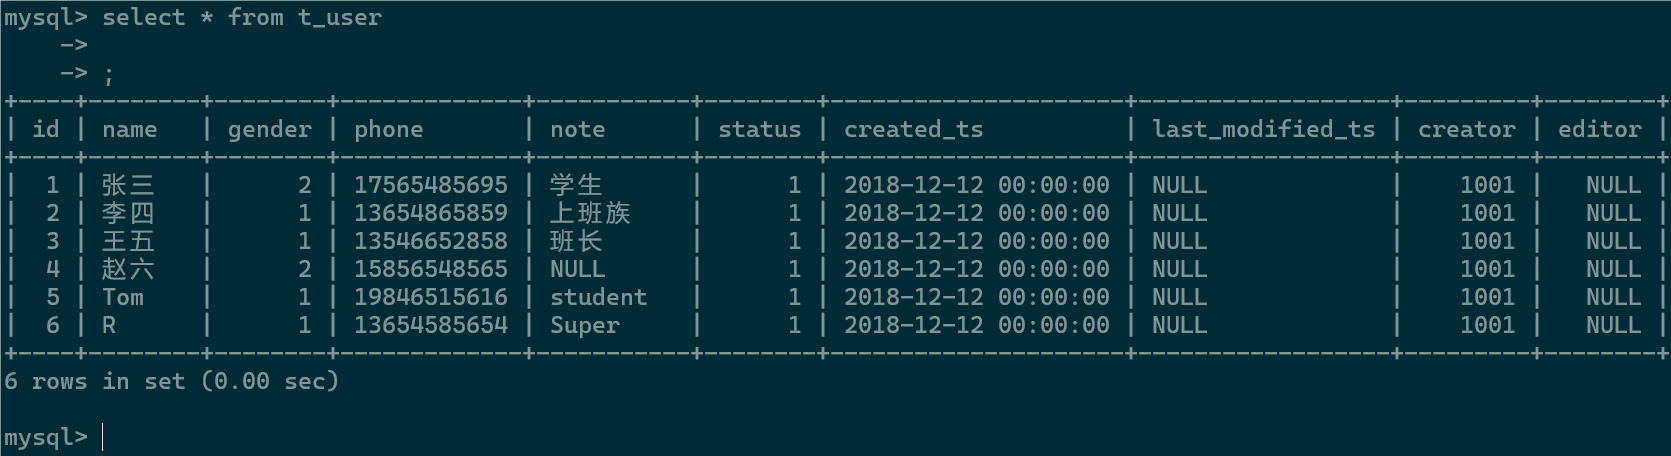 mysql> select * from t_user
    ->
    -> ;
+----+--------+--------+-------------+-----------+--------+---------------------+------------------+---------+--------+
| id | name   | gender | phone       | note      | status | created_ts          | last_modified_ts | creator | editor |
+----+--------+--------+-------------+-----------+--------+---------------------+------------------+---------+--------+
|  1 | 张三   |      2 | 17565485695 | 学生      |      1 | 2018-12-12 00:00:00 | NULL             |    1001 |   NULL |
|  2 | 李四   |      1 | 13654865859 | 上班族    |      1 | 2018-12-12 00:00:00 | NULL             |    1001 |   NULL |
|  3 | 王五   |      1 | 13546652858 | 班长      |      1 | 2018-12-12 00:00:00 | NULL             |    1001 |   NULL |
|  4 | 赵六   |      2 | 15856548565 | NULL      |      1 | 2018-12-12 00:00:00 | NULL             |    1001 |   NULL |
|  5 | Tom    |      1 | 19846515616 | student   |      1 | 2018-12-12 00:00:00 | NULL             |    1001 |   NULL |
|  6 | R      |      1 | 13654585654 | Super     |      1 | 2018-12-12 00:00:00 | NULL             |    1001 |   NULL |
+----+--------+--------+-------------+-----------+--------+---------------------+------------------+---------+--------+
6 rows in set (0.00 sec)
mysql>